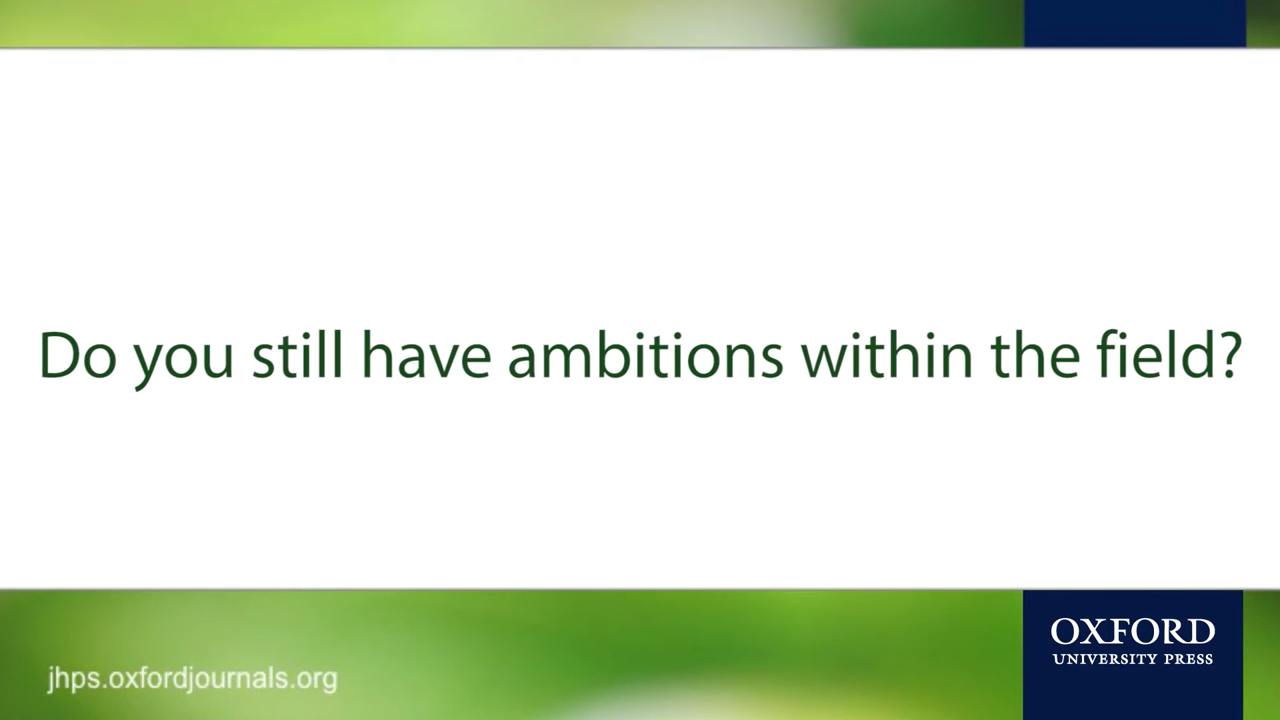 Do you still have ambitions within the field?
jhps.oxfordjournals.org
OXFORD
UNIVERSITY PRESS